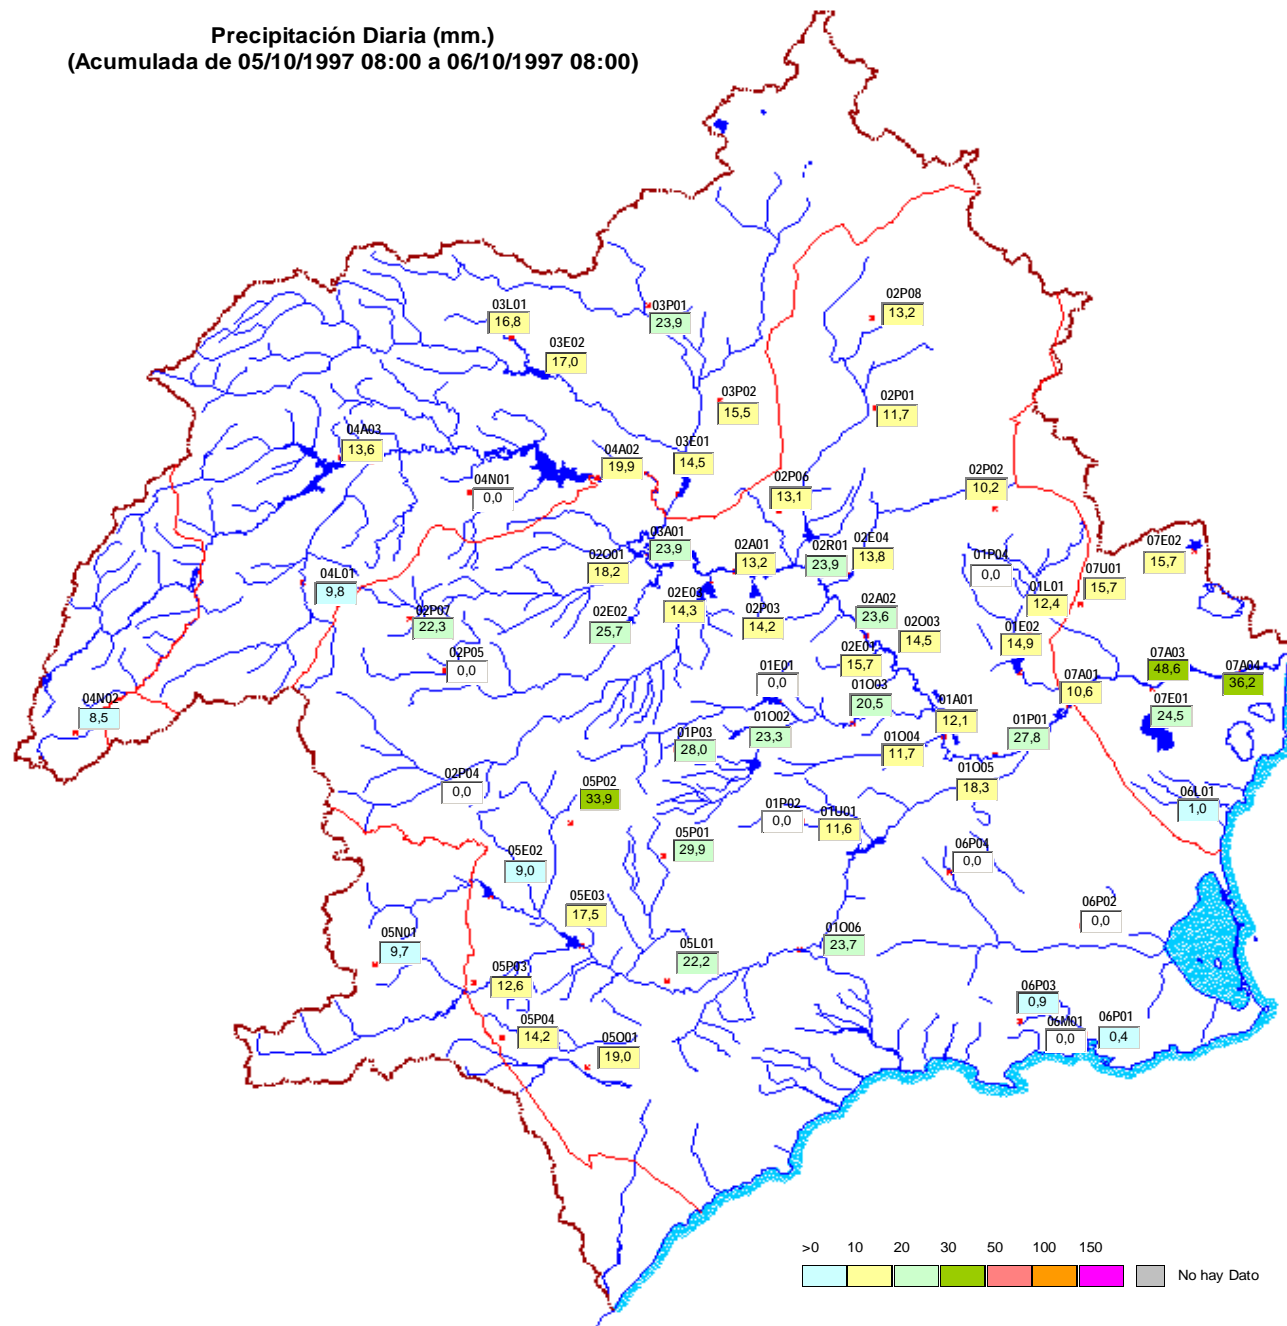 Precipitación Diaria (mm.)
(Acumulada de 05/10/1997 08:00 a 06/10/1997 08:00)
02P08
13,2
03L01
16,8
03P01
23,9
03E02
17,0
03P02
15,5
02P01
11,7
04A03
13,6
04A02
19,9
03E01
14,5
04N01
0,0
02P06
13,1
02P02
10,2
03A01
23,9
02O01
18,2
02A01
13,2
02R01
23,9
02E04
13,8
01P04
0,0
07E02
15,7
07U01
15,7
04L01
9,8
01L01
12,4
02P07
22,3
02E02
25,7
02E03
14,3
02P03
14,2
02A02
23,6
02O03
14,5
01E02
14,9
02P05
0,0
02E01
15,7
01E01
0,0
07A03
48,6
07A04
36,2
07A01
10,6
01O03
20,5
04N02
8,5
01A01
12,1
07E01
24,5
01O02
23,3
01P03
28,0
01P01
27,8
01O04
11,7
02P04
0,0
05P02
33,9
01O05
18,3
06L01
1,0
01P02
0,0
01U01
11,6
05P01
29,9
06P04
0,0
05E02
9,0
05E03
17,5
06P02
0,0
05N01
9,7
05L01
22,2
01O06
23,7
05P03
12,6
06P03
0,9
05P04
14,2
06M01
0,0
06P01
0,4
05O01
19,0
>0 10 20 30 50 100 150
No hay Dato